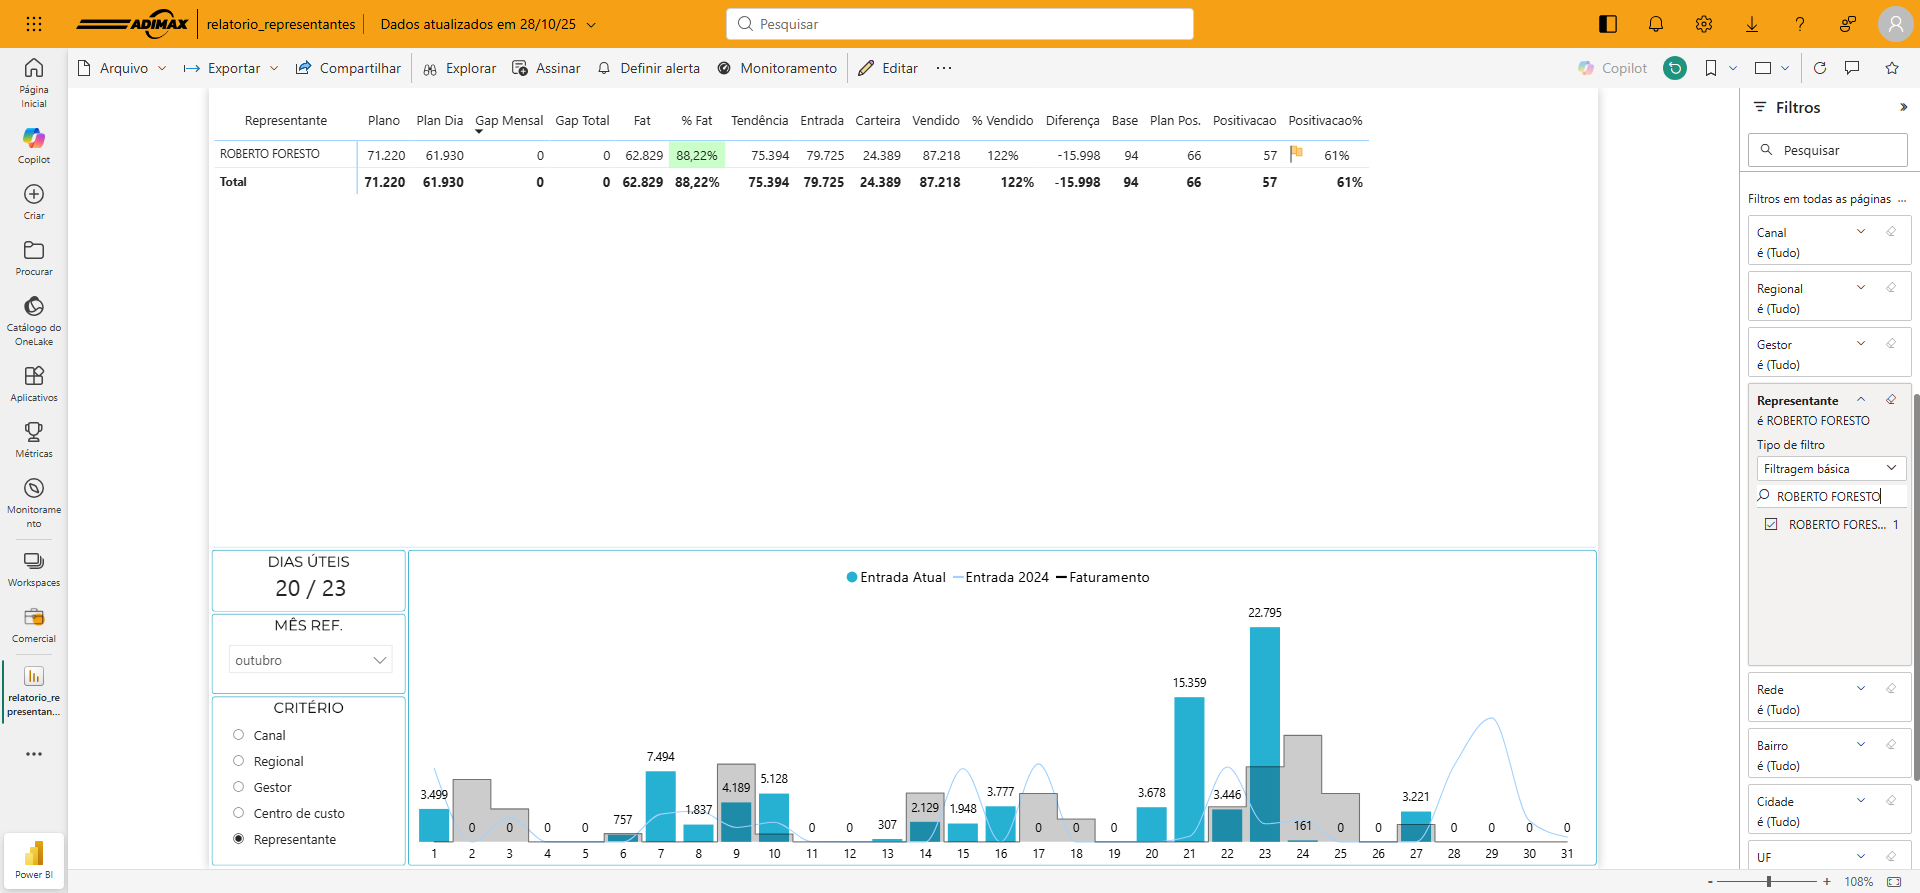 ADIMAX
relatorio_representantes
Dados atualizados em 28/10/25
Pesquisar
Arquivo
Exportar
Compartilhar
Explorar
Assinar
Definir alerta
Monitoramento
Editar
Copilot
Página Inicial
Copilot
Criar
Procurar
Catálogo do OneLake
Aplicativos
Métricas
Monitorame
nto
Workspaces
Comercial
relatorio_re
presentan...
Power BI
Representante Plano Plan Dia Gap Mensal Gap Total Fat % Fat Tendência Entrada Carteira Vendido % Vendido Diferença Base Plan Pos. Positivacao Positivacao%
ROBERTO FORESTO 71.220 61.930 0 0 62.829 88,22% 75.394 79.725 24.389 87.218 122% -15.998 94 66 57 61%
Total 71.220 61.930 0 0 62.829 88,22% 75.394 79.725 24.389 87.218 122% -15.998 94 66 57 61%
DIAS ÚTEIS
20 / 23
MÊS REF.
outubro
CRITÉRIO
Canal
Regional
Gestor
Centro de custo
Representante
Entrada Atual Entrada 2024 Faturamento
3.499 0 0 0 0 757 7.494 1.837 4.189 5.128 0 0 307 2.129 1.948 3.777 0 0 0 3.678 15.359 3.446 22.795 161 0 0 3.221 0 0 0 0
1 2 3 4 5 6 7 8 9 10 11 12 13 14 15 16 17 18 19 20 21 22 23 24 25 26 27 28 29 30 31
Filtros
Pesquisar
Filtros em todas as páginas ...
Canal
é (Tudo)
Regional
é (Tudo)
Gestor
é (Tudo)
Representante
é ROBERTO FORESTO
Tipo de filtro
Filtragem básica
ROBERTO FORESTO
ROBERTO FORES... 1
Rede
é (Tudo)
Bairro
é (Tudo)
Cidade
é (Tudo)
UF
- + 108%